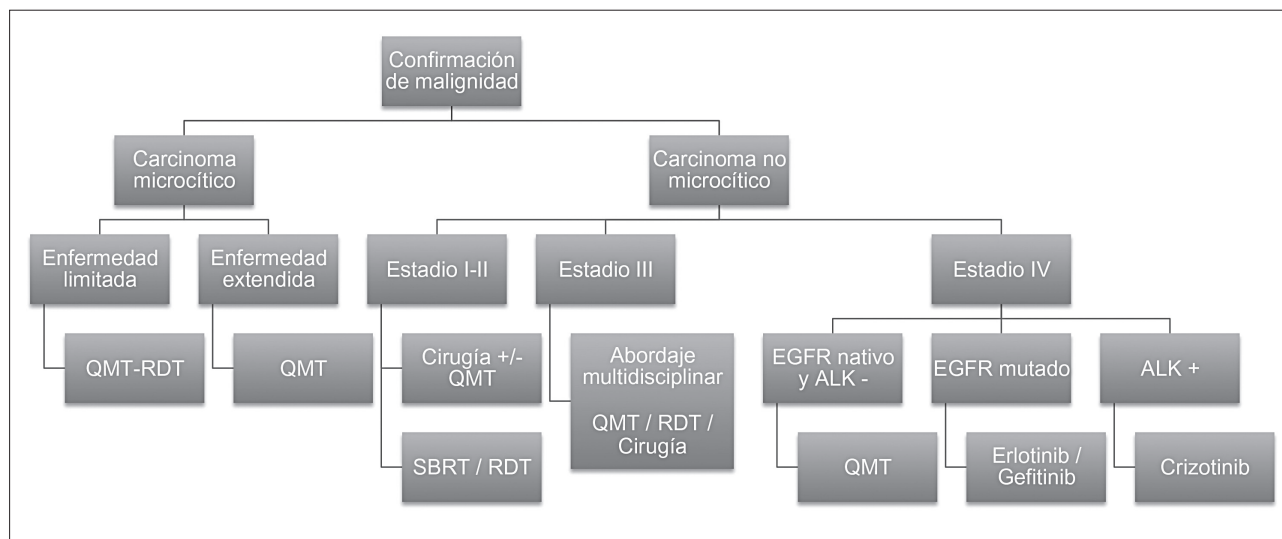 Confirmación
de malignidad
Carcinoma
microcítico
Carcinoma no
microcítico
Enfermedad
limitada
Enfermedad
extendida
Estadio I-II
Estadio III
Estadio IV
QMT-RDT
QMT
Cirugía +/-
QMT
SBRT / RDT
Abordaje
multidisciplinar
QMT / RDT /
Cirugía
EGFR nativo
y ALK -
EGFR mutado
ALK +
QMT
Erlotinib /
Gefitinib
Crizotinib